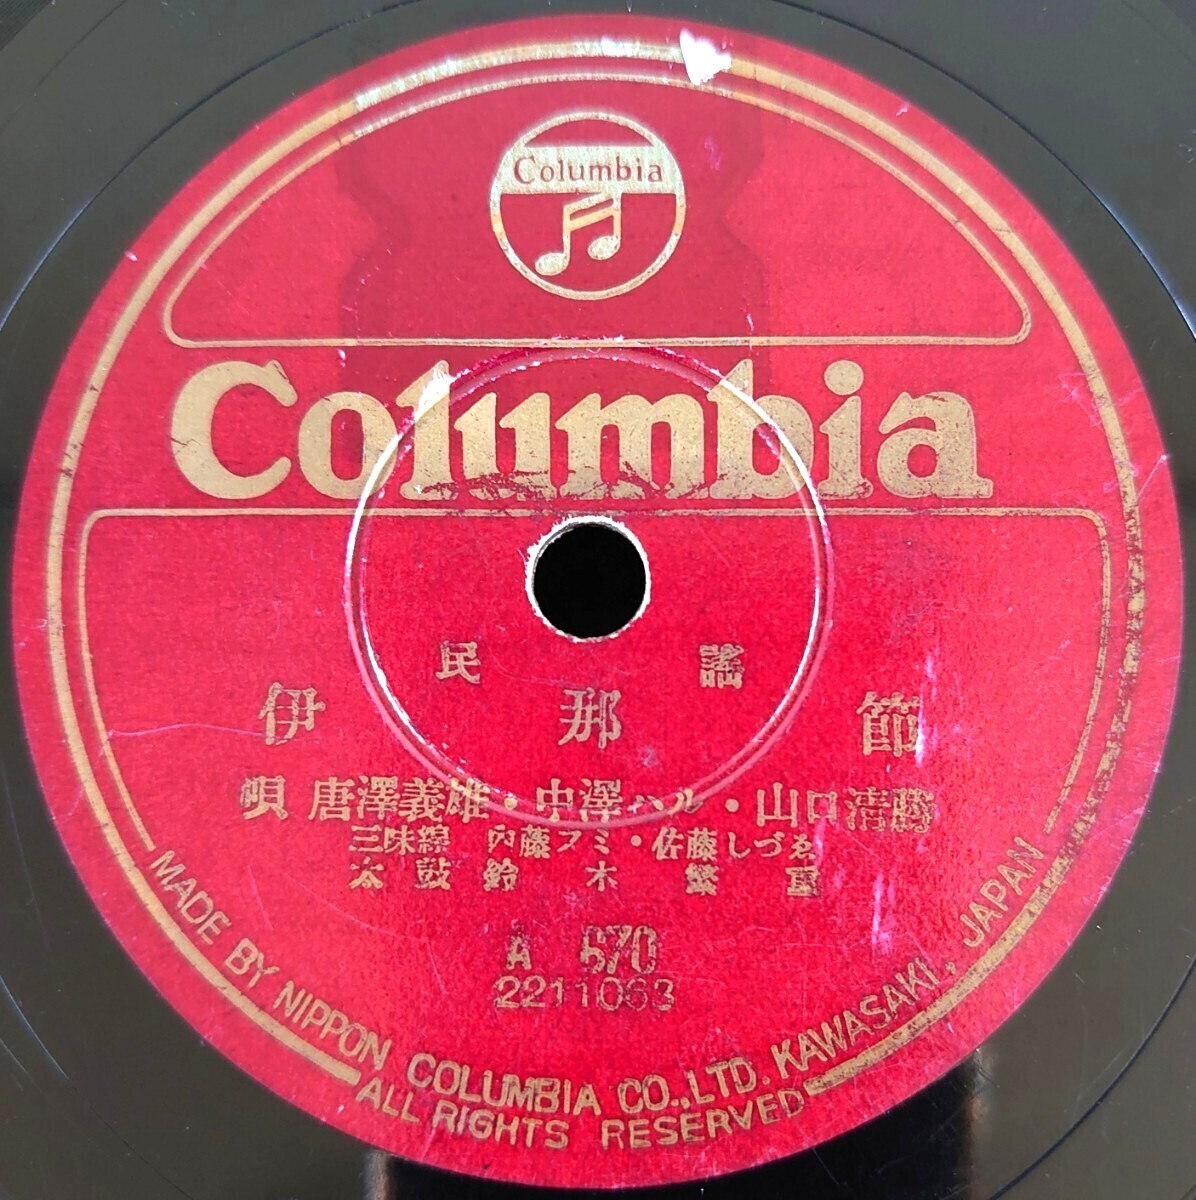 Columbia
Columbia
民謠
伊那節
唄 唐澤義雄・中澤ハル・山口清勝
三味線 内藤フミ・佐藤しづゑ
太鼓 鈴木繁
A 670
2211063
MADE BY NIPPON COLUMBIA CO., LTD. KAWASAKI, JAPAN
ALL RIGHTS RESERVED